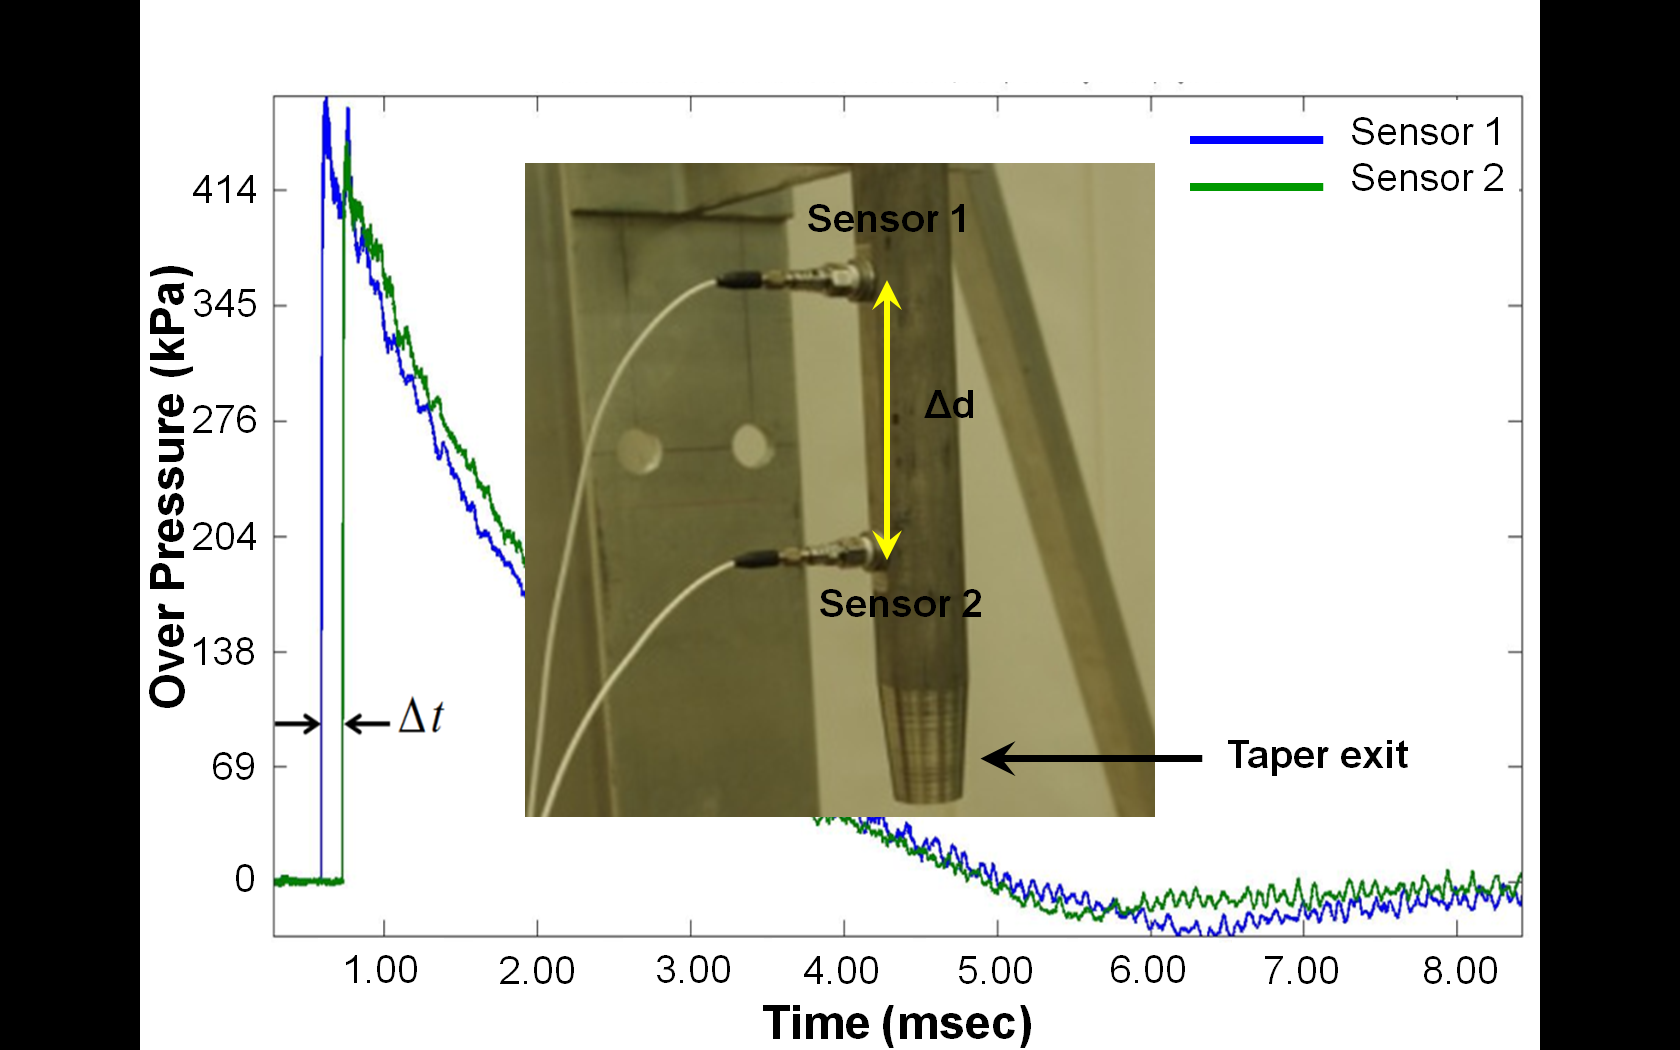 Sensor 1
Sensor 2
Over Pressure (kPa)
414
345
276
204
138
69
0
Sensor 1
Δd
Sensor 2
Δt
Taper exit
1.00 2.00 3.00 4.00 5.00 6.00 7.00 8.00
Time (msec)